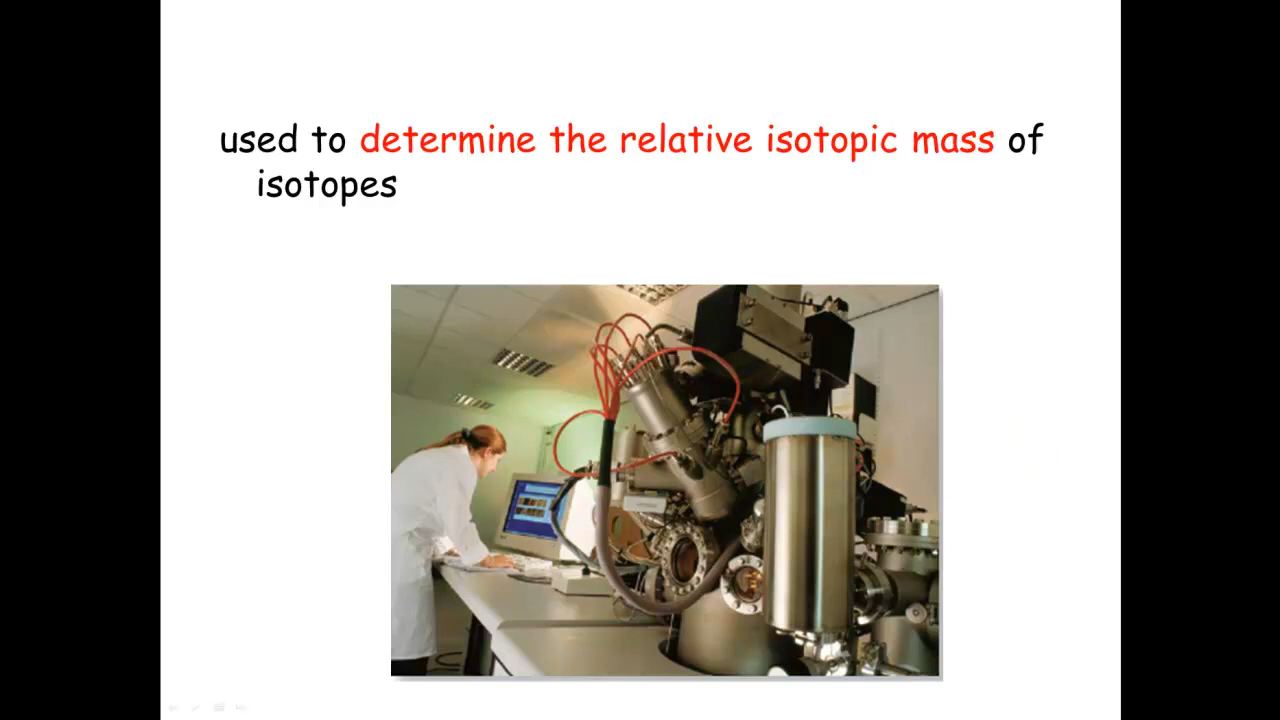 used to determine the relative isotopic mass of
isotopes